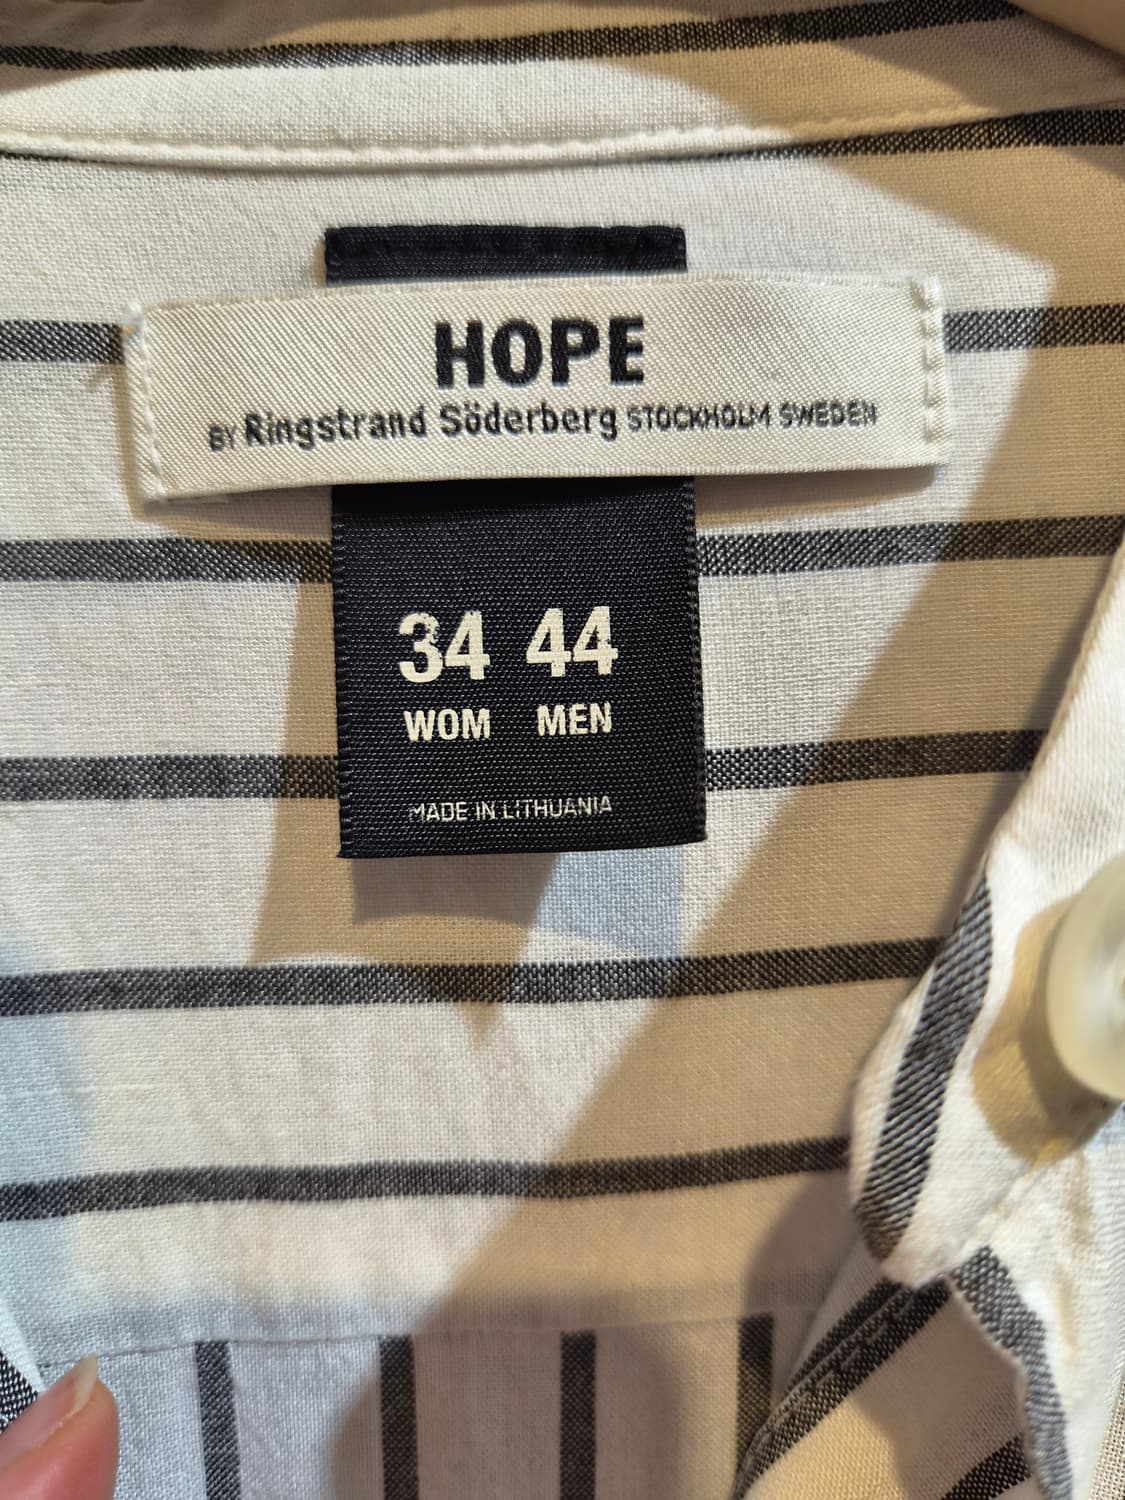 HOPE
BY Ringstrand Söderberg STOCKHOLM SWEDEN
34 44
WOM MEN
MADE IN LITHUANIA